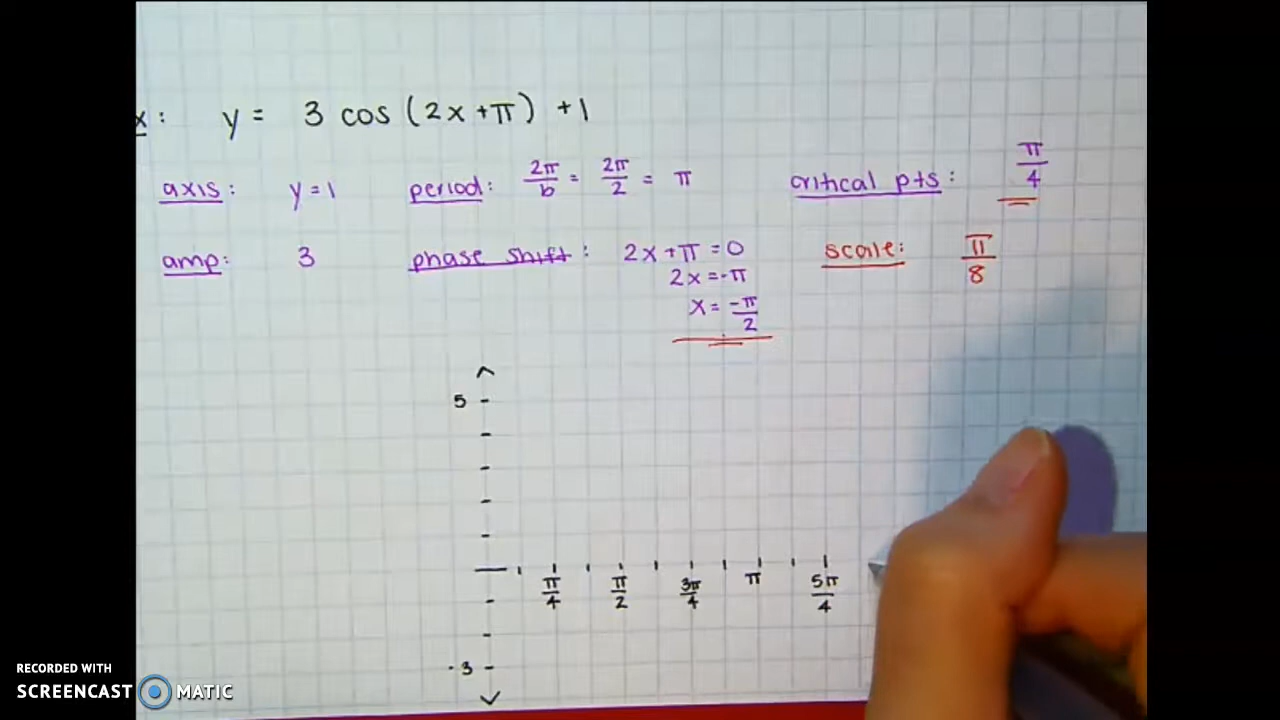 x: y = 3 cos (2x +π) +1
axis: y = 1 period: 2π/b = 2π/2 = π critical pts: π/4
amp: 3 phase shift: 2x +π = 0 scale: π/8
2x = -π
x = -π/2
5
π/4 π/2 3π/4 π 5π/4
-3
RECORDED WITH
SCREENCAST MATIC